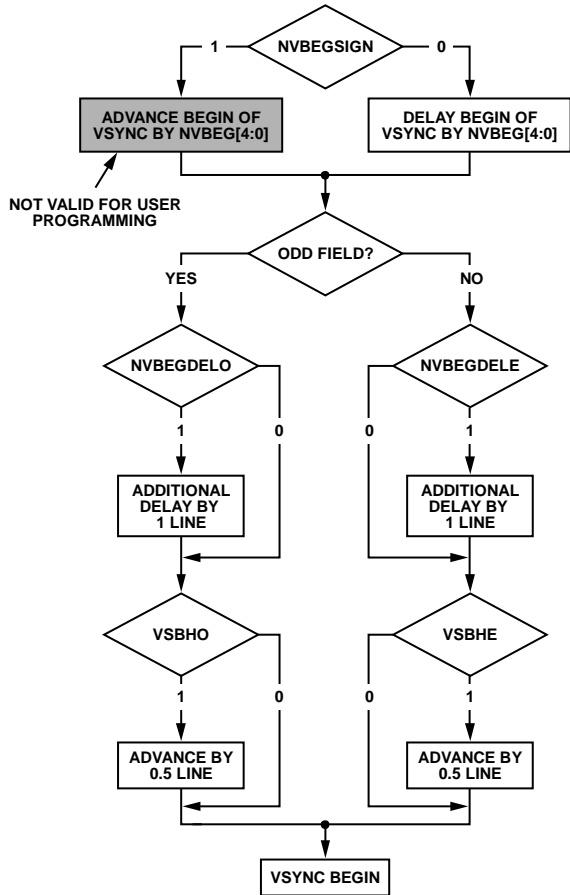 NVBEGSIGN
1
0
ADVANCE BEGIN OF
VSYNC BY NVBEG[4:0]
DELAY BEGIN OF
VSYNC BY NVBEG[4:0]
NOT VALID FOR USER
PROGRAMMING
ODD FIELD?
YES
NO
NVBEGDELO
NVBEGDELE
1
0
0
1
ADDITIONAL
DELAY BY
1 LINE
ADDITIONAL
DELAY BY
1 LINE
VSBHO
VSBHE
1
0
0
1
ADVANCE BY
0.5 LINE
ADVANCE BY
0.5 LINE
VSYNC BEGIN